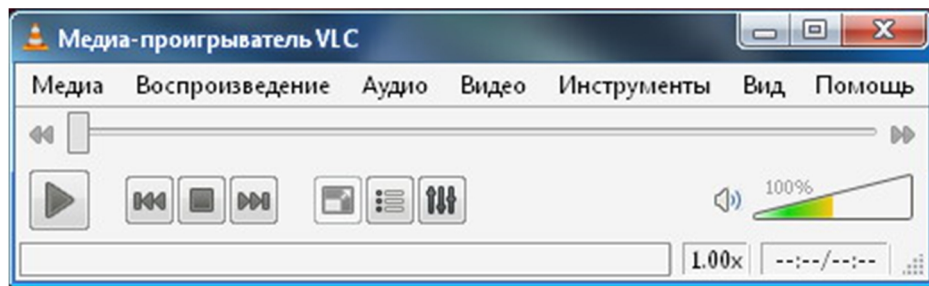 Медиа-проигрыватель VLC
Медиа Воспроизведение Аудио Видео Инструменты Вид Помощь
100%
1.00x --:--/--:--